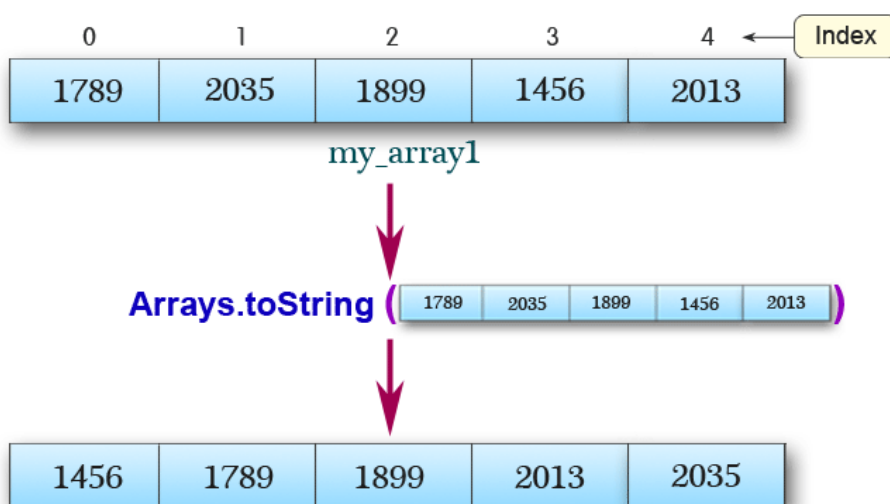 0 1 2 3 4 Index
1789 2035 1899 1456 2013
my_array1
Arrays.toString ( 1789 2035 1899 1456 2013 )
1456 1789 1899 2013 2035